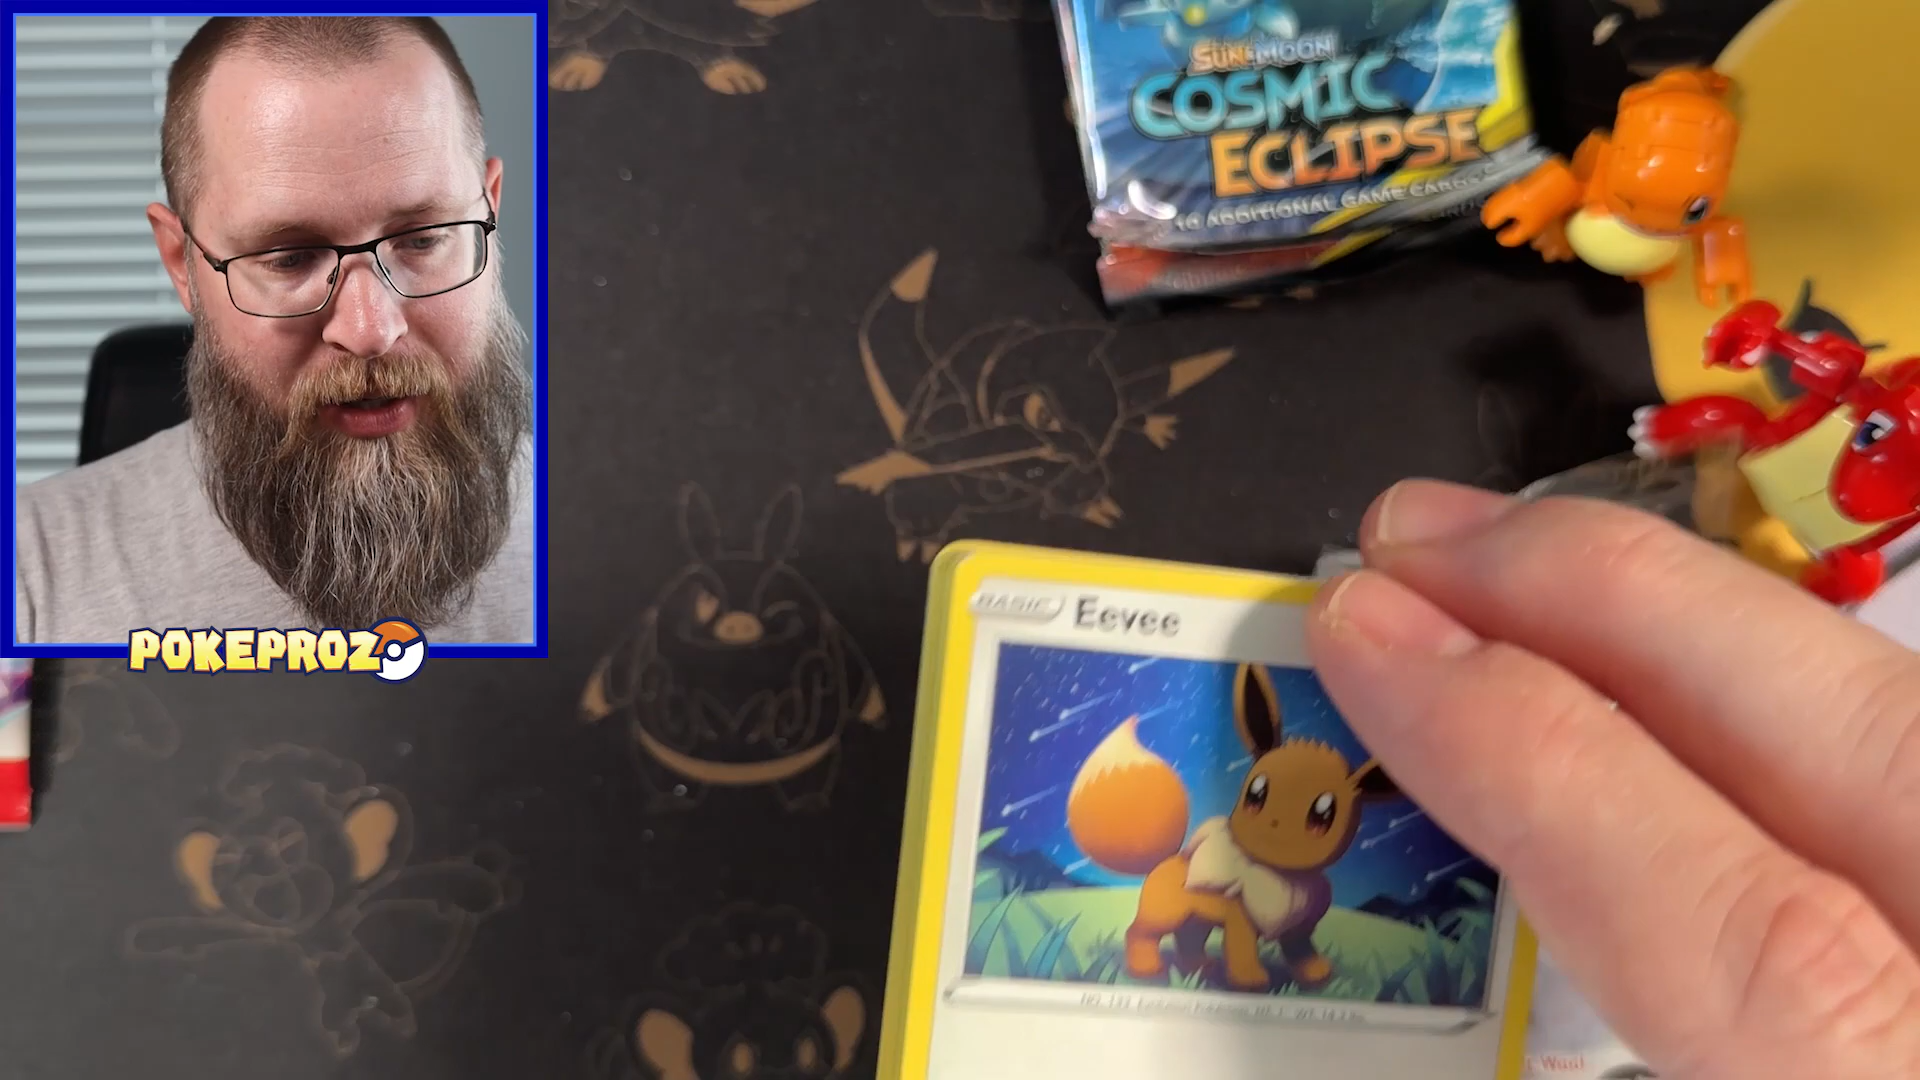 SUN & MOON
COSMIC
ECLIPSE
10 ADDITIONAL GAME CARDS
POKEPROZ
BASIC Eevee